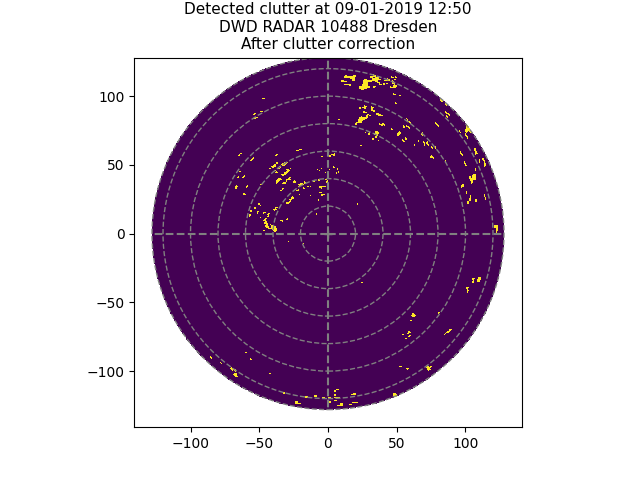 Detected clutter at 09-01-2019 12:50
DWD RADAR 10488 Dresden
After clutter correction
100
50
0
−50
−100
−100 −50 0 50 100